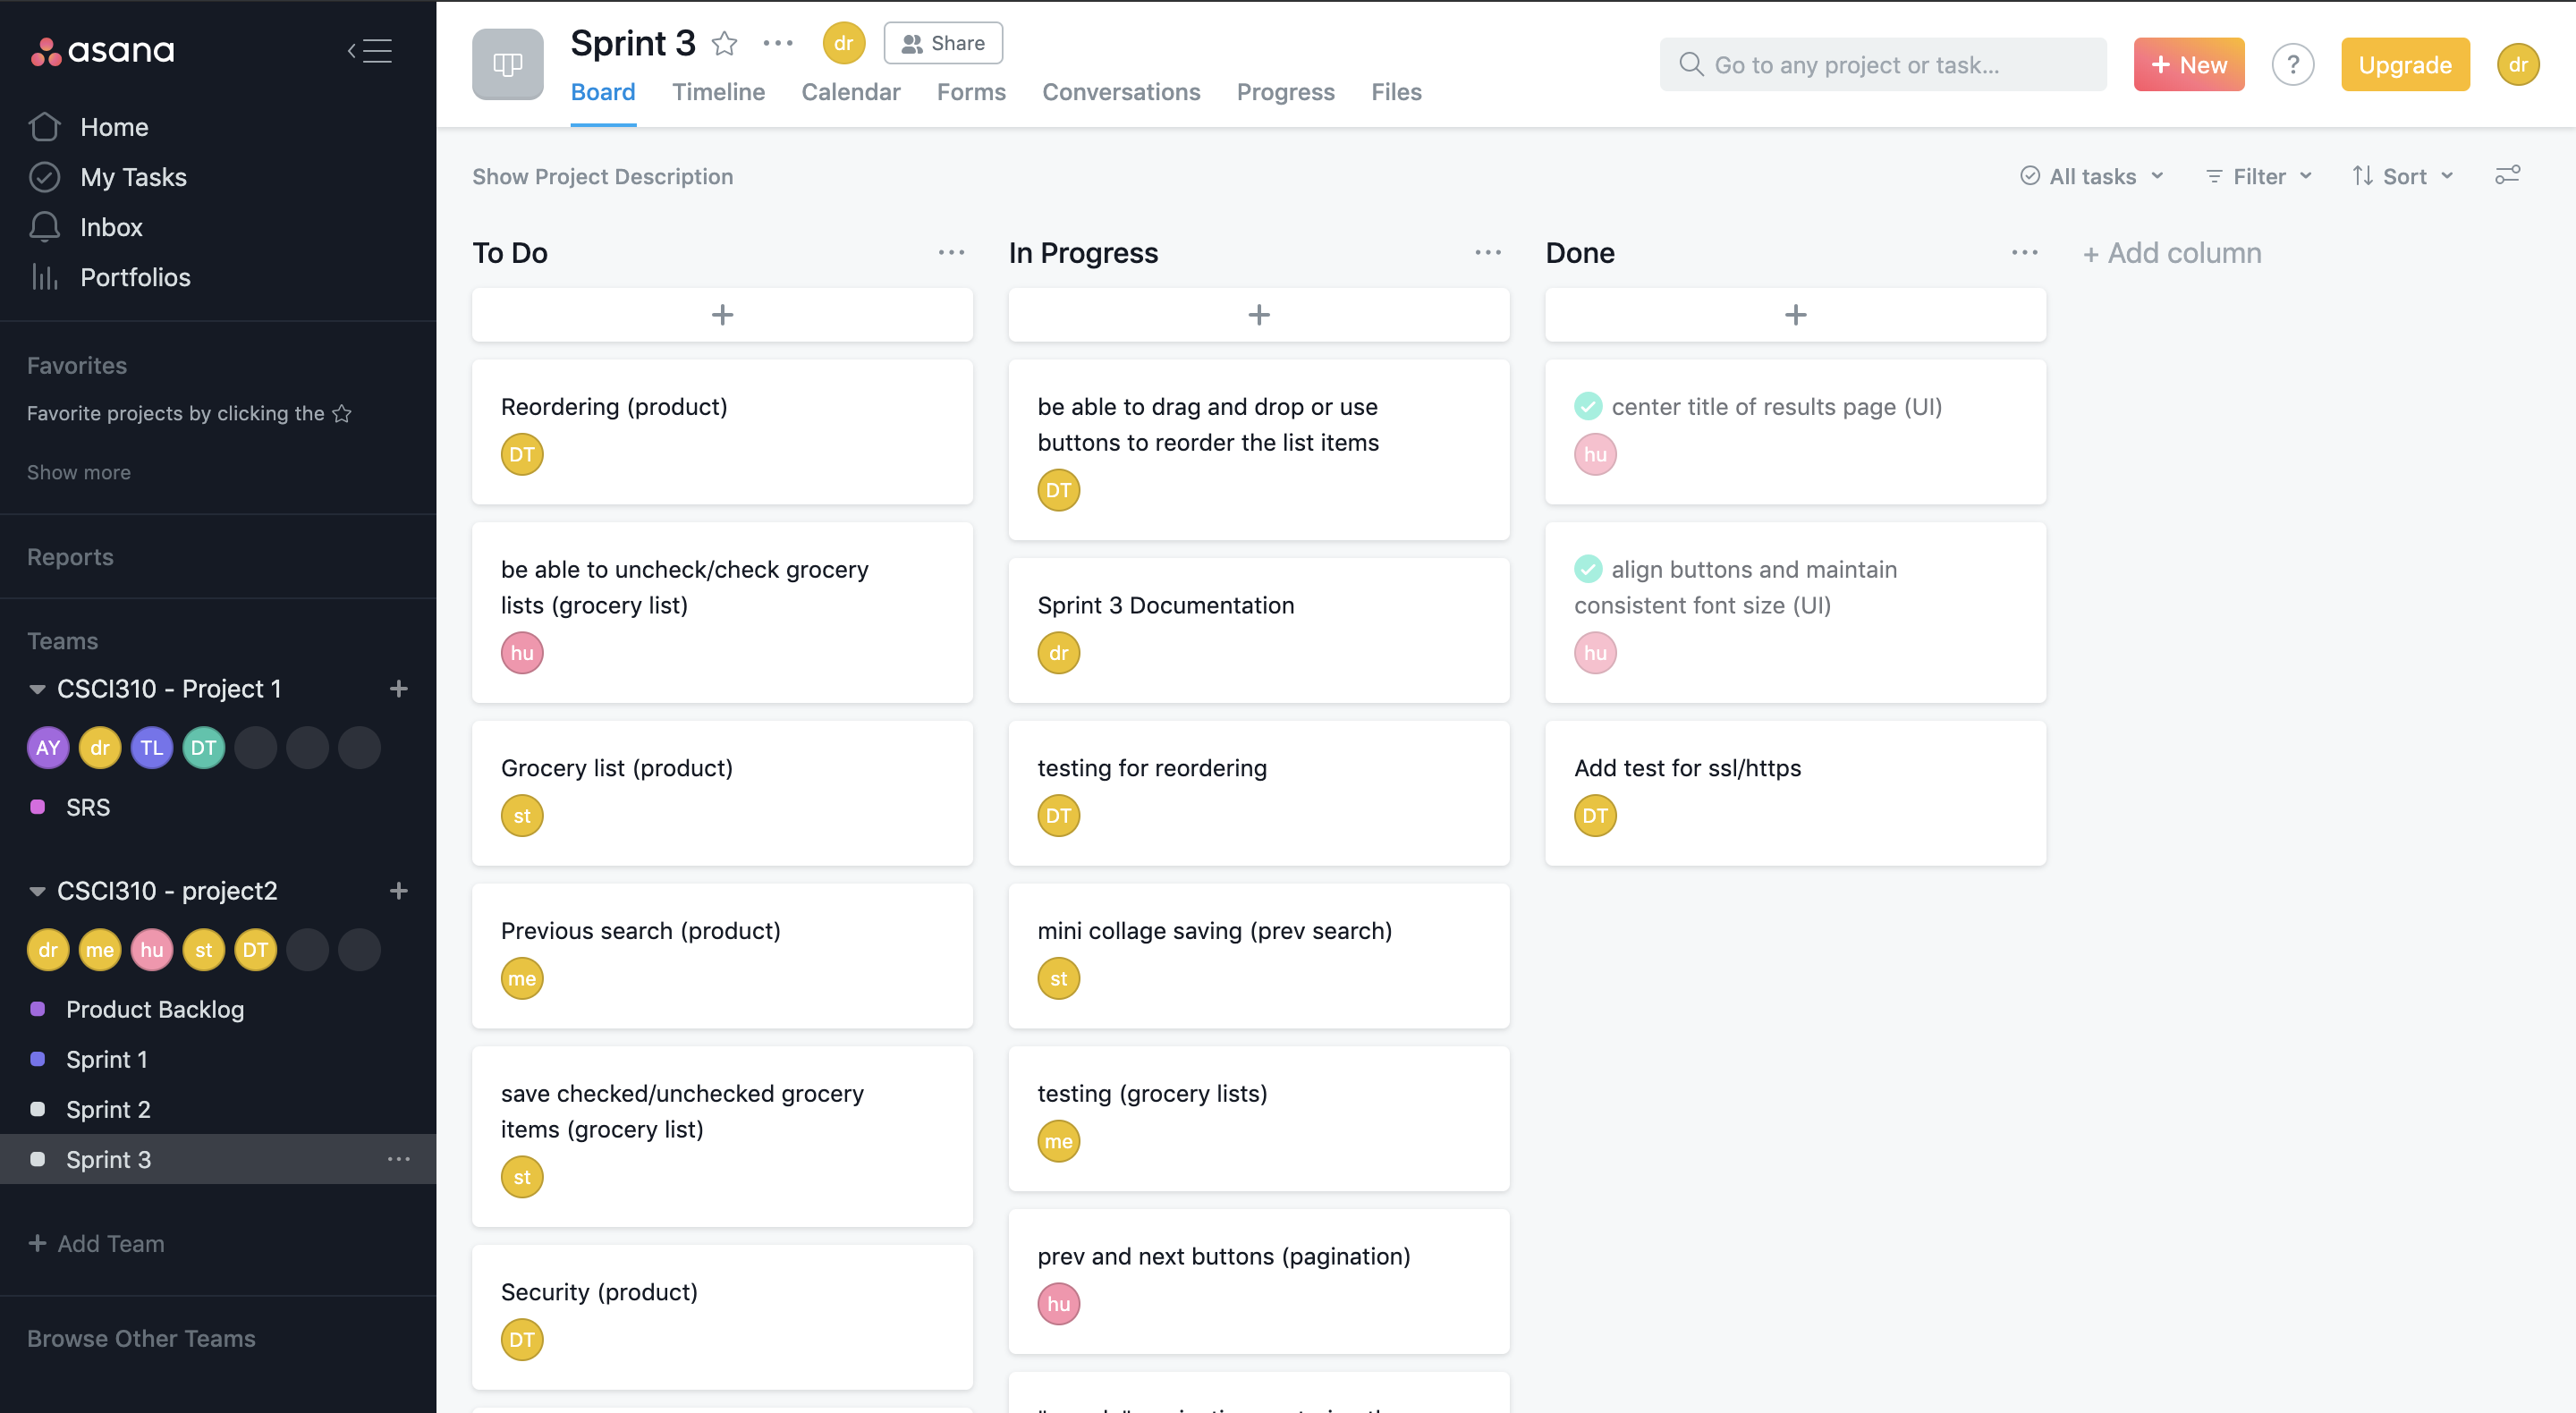 asana
Home
My Tasks
Inbox
Portfolios
Favorites
Favorite projects by clicking the
Show more
Reports
Teams
CSCI310 - Project 1
AY dr TL DT
SRS
CSCI310 - project2
dr me hu st DT
Product Backlog
Sprint 1
Sprint 2
Sprint 3
+ Add Team
Browse Other Teams
Sprint 3
dr
Share
Board Timeline Calendar Forms Conversations Progress Files
Go to any project or task...
+ New
?
Upgrade
dr
Show Project Description
All tasks
Filter
Sort
To Do
+
Reordering (product)
DT
be able to uncheck/check grocery
lists (grocery list)
hu
Grocery list (product)
st
Previous search (product)
me
save checked/unchecked grocery
items (grocery list)
st
Security (product)
DT
In Progress
+
be able to drag and drop or use
buttons to reorder the list items
DT
Sprint 3 Documentation
dr
testing for reordering
DT
mini collage saving (prev search)
st
testing (grocery lists)
me
prev and next buttons (pagination)
hu
Done
+
center title of results page (UI)
hu
align buttons and maintain
consistent font size (UI)
hu
Add test for ssl/https
DT
+ Add column